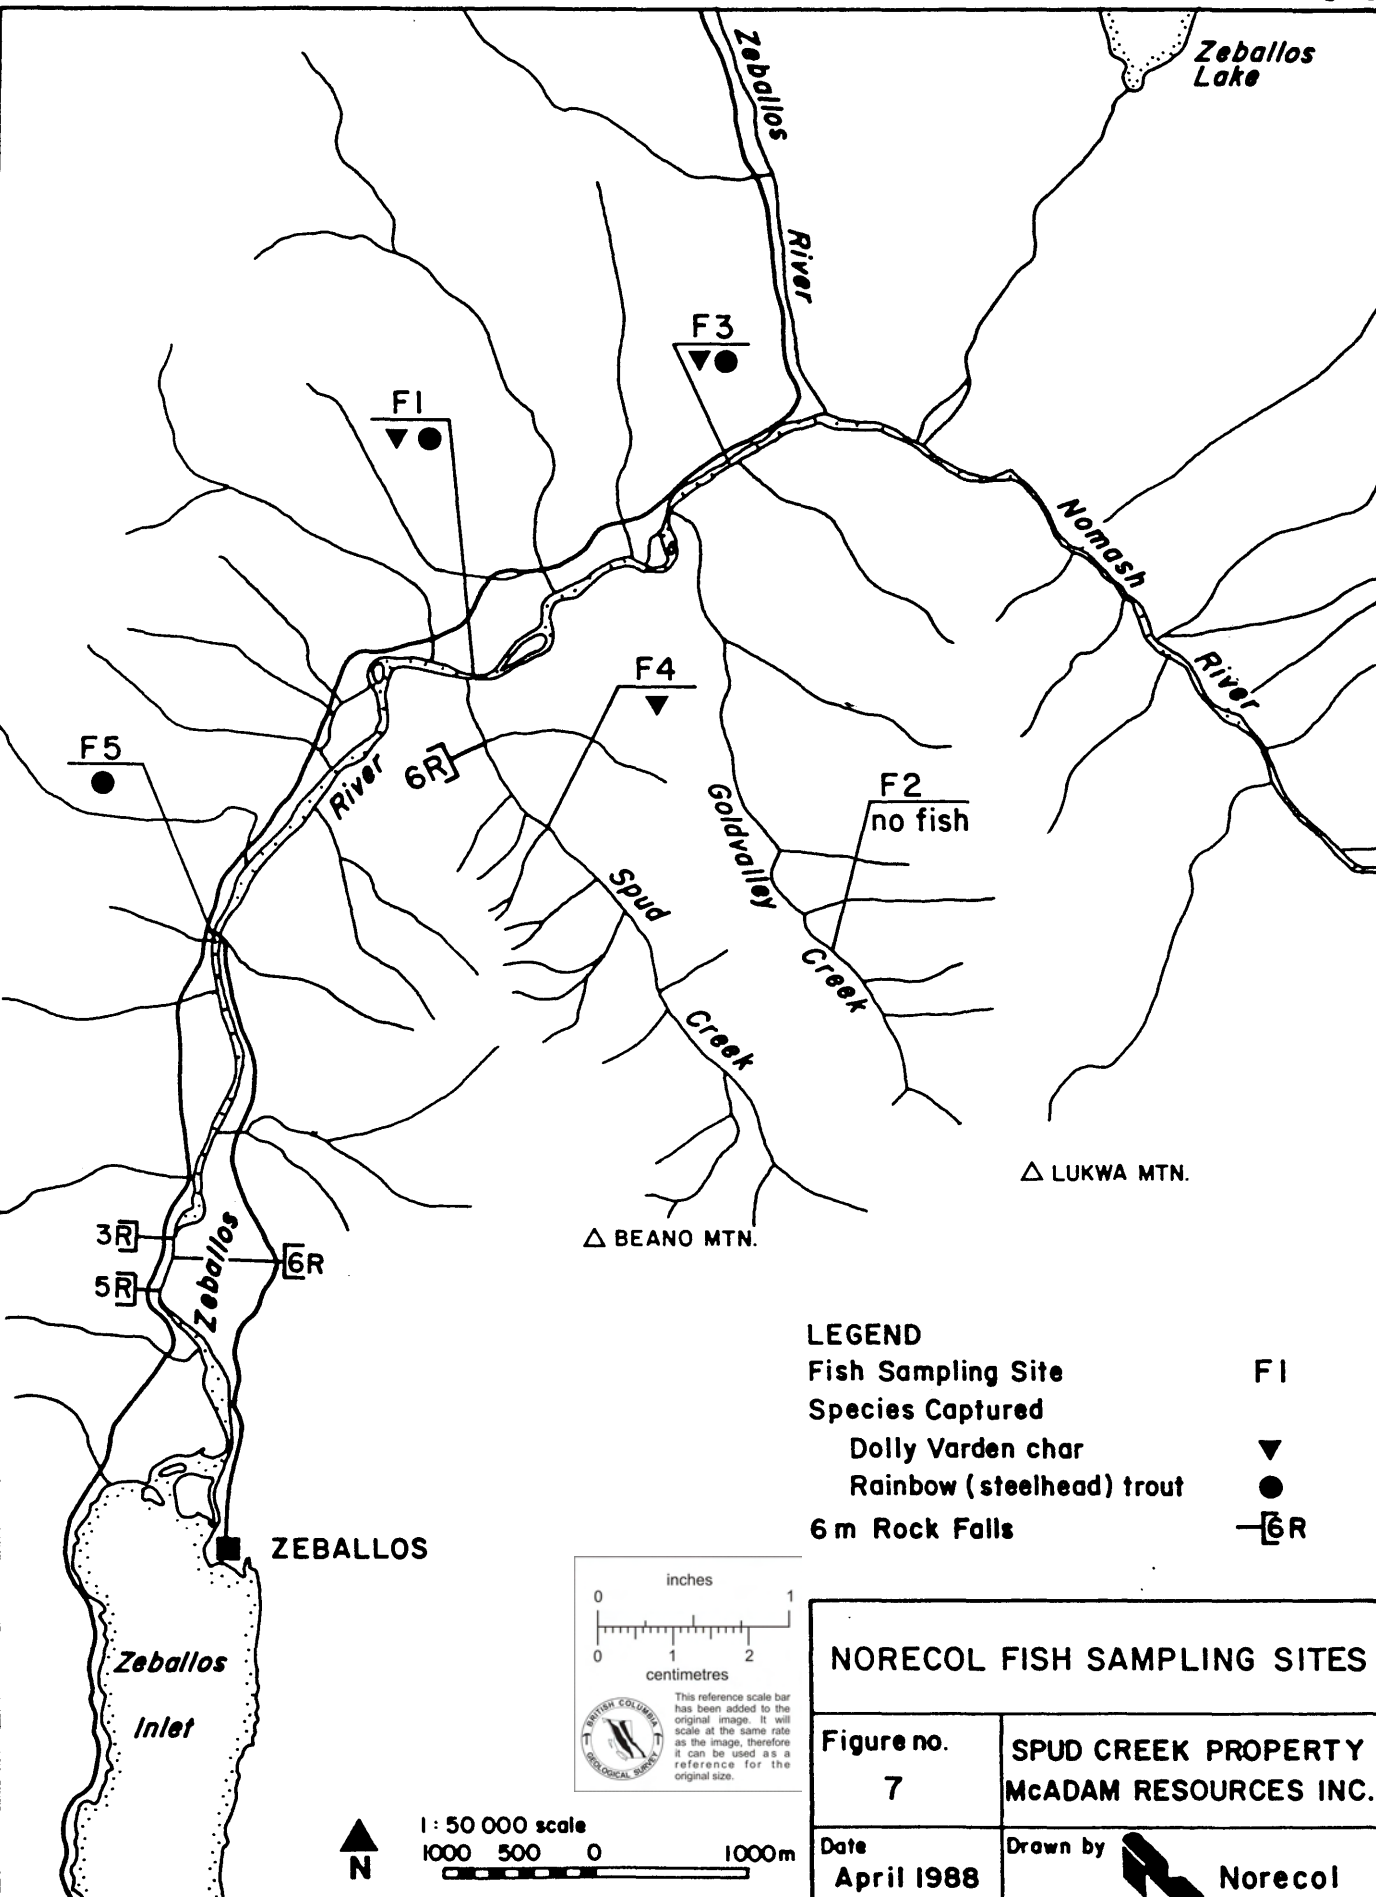 Zeballos
River
Zeballos
Lake
F3
F1
Nomash
River
F4
F5
6R
River
Goldvalley
Creek
F2
no fish
Spud
Creek
LUKWA MTN.
BEANO MTN.
3R
6R
5R
Zeballos
LEGEND
Fish Sampling Site F1
Species Captured
Dolly Varden char
Rainbow (steelhead) trout
6 m Rock Falls 6R
ZEBALLOS
Zeballos
Inlet
inches
0 1
0 1 2
centimetres
This reference scale bar
has been added to the
original image. It will
scale at the same rate
as the image, therefore
it can be used as a
reference for the
original size.
BRITISH COLUMBIA
GEOLOGICAL SURVEY
N
1:50 000 scale
1000 500 0 1000m
NORECOL FISH SAMPLING SITES
Figure no.
7
SPUD CREEK PROPERTY
McADAM RESOURCES INC.
Date
April 1988
Drawn by
Norecol